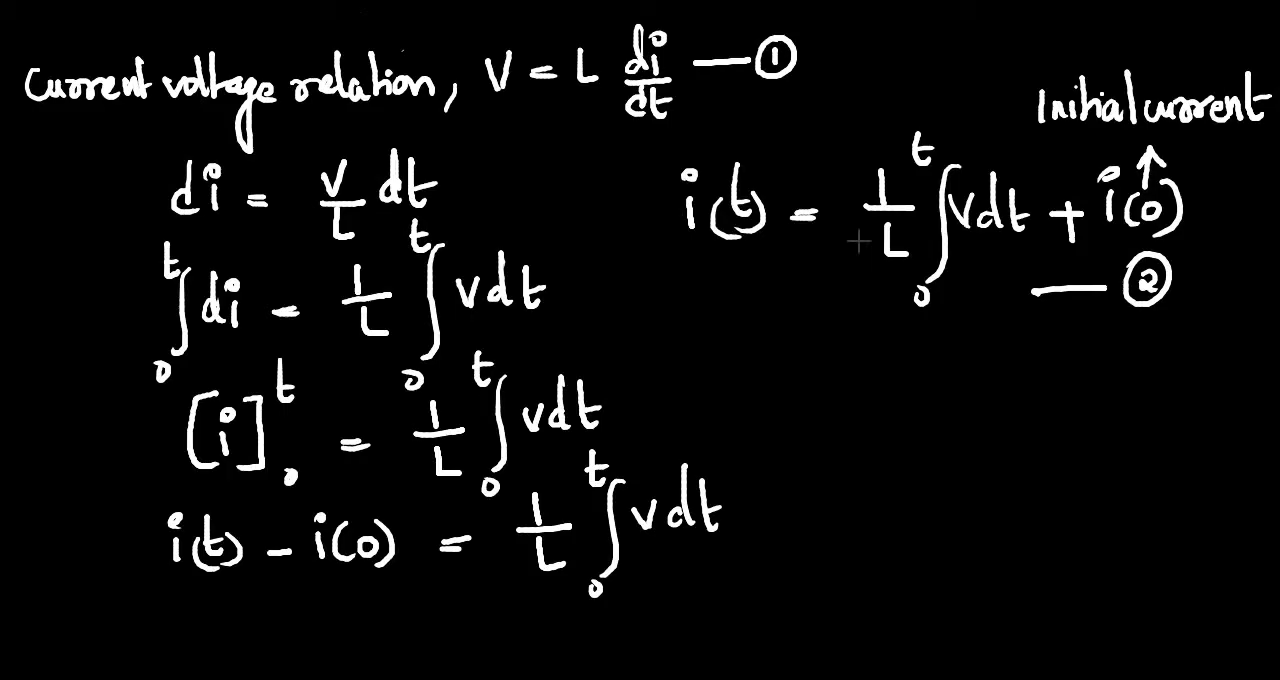 Current voltage relation, V = L di/dt — ①
di = V/L dt
∫₀ᵗ di = 1/L ∫₀ᵗ v dt
[i]₀ᵗ = 1/L ∫₀ᵗ v dt
i(t) - i(0) = 1/L ∫₀ᵗ v dt
Initial current
↑
i(t) = 1/L ∫₀ᵗ v dt + i(0)
— ②